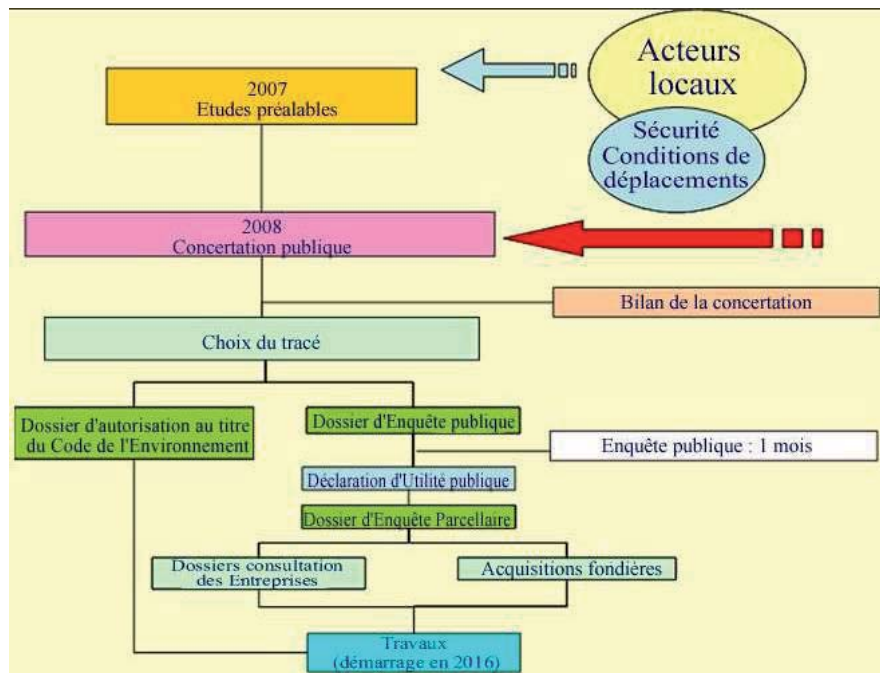 Acteurs
locaux
2007
Etudes préalables
Sécurité
Conditions de
déplacements
2008
Concertation publique
Bilan de la concertation
Choix du tracé
Dossier d'autorisation au titre
du Code de l'Environnement
Dossier d'Enquête publique
Enquête publique : 1 mois
Déclaration d'Utilité publique
Dossier d'Enquête Parcellaire
Dossiers consultation
des Entreprises
Acquisitions foncières
Travaux
(démarrage en 2016)